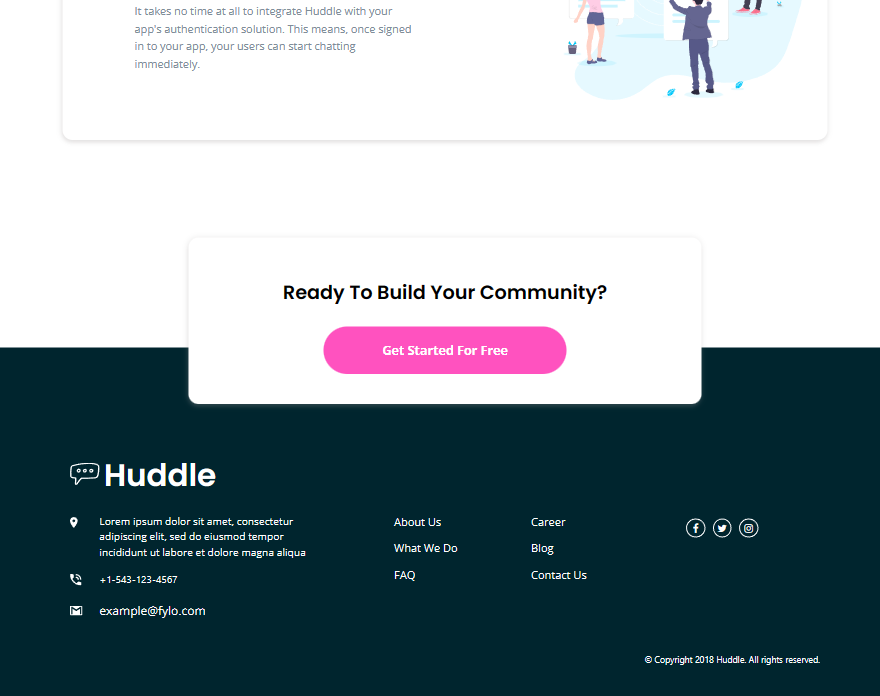 It takes no time at all to integrate Huddle with your
app's authentication solution. This means, once signed
in to your app, your users can start chatting
immediately.
Ready To Build Your Community?
Get Started For Free
Huddle
Lorem ipsum dolor sit amet, consectetur
adipiscing elit, sed do eiusmod tempor
incididunt ut labore et dolore magna aliqua
+1-543-123-4567
example@fylo.com
About Us
What We Do
FAQ
Career
Blog
Contact Us
© Copyright 2018 Huddle. All rights reserved.